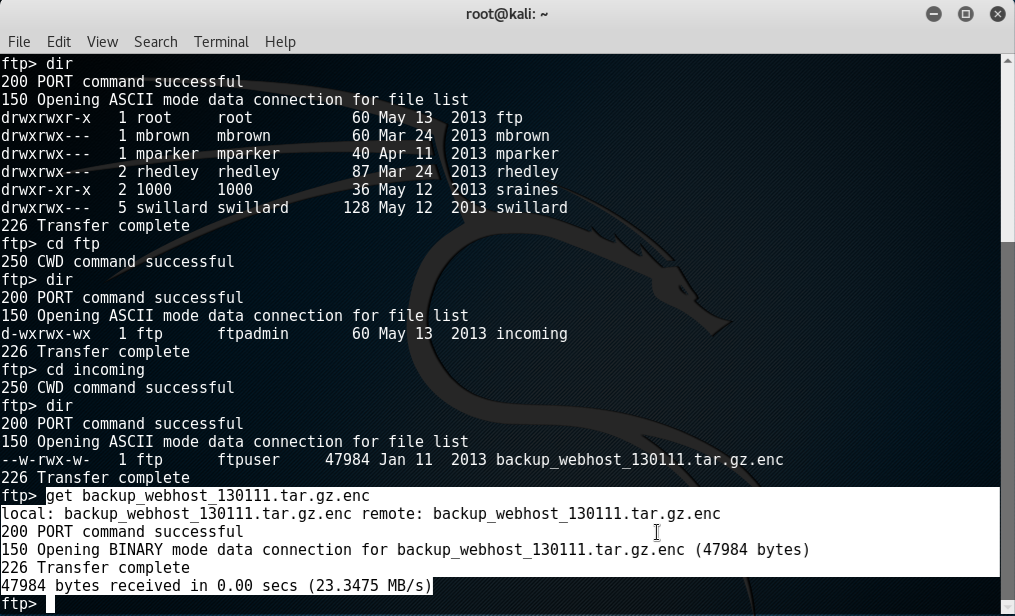 root@kali: ~
File Edit View Search Terminal Help
ftp> dir
200 PORT command successful
150 Opening ASCII mode data connection for file list
drwxrwxr-x   1 root     root           60 May 13  2013 ftp
drwxrwx---   1 mbrown   mbrown         60 Mar 24  2013 mbrown
drwxrwx---   1 mparker  mparker        40 Apr 11  2013 mparker
drwxrwx---   2 rhedley  rhedley        87 Mar 24  2013 rhedley
drwxr-xr-x   2 1000     1000           36 May 12  2013 sraines
drwxrwx---   5 swillard swillard      128 May 12  2013 swillard
226 Transfer complete
ftp> cd ftp
250 CWD command successful
ftp> dir
200 PORT command successful
150 Opening ASCII mode data connection for file list
d-wxrwx-wx   1 ftp      ftpadmin       60 May 13  2013 incoming
226 Transfer complete
ftp> cd incoming
250 CWD command successful
ftp> dir
200 PORT command successful
150 Opening ASCII mode data connection for file list
--w-rwx-w-   1 ftp      ftpuser     47984 Jan 11  2013 backup_webhost_130111.tar.gz.enc
226 Transfer complete
ftp> get backup_webhost_130111.tar.gz.enc
local: backup_webhost_130111.tar.gz.enc remote: backup_webhost_130111.tar.gz.enc
200 PORT command successful
150 Opening BINARY mode data connection for backup_webhost_130111.tar.gz.enc (47984 bytes)
226 Transfer complete
47984 bytes received in 0.00 secs (23.3475 MB/s)
ftp>